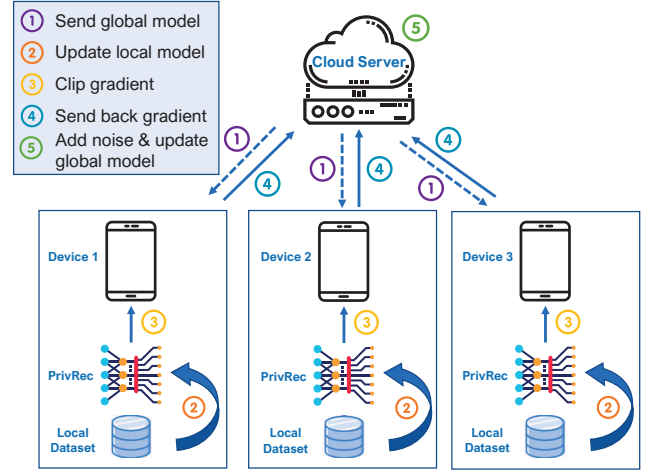 1 Send global model
2 Update local model
3 Clip gradient
4 Send back gradient
5 Add noise & update
global model
5
Cloud Server
1
4
1
4
4
1
Device 1
3
PrivRec
2
Local
Dataset
Device 2
3
PrivRec
2
Local
Dataset
Device 3
3
PrivRec
2
Local
Dataset